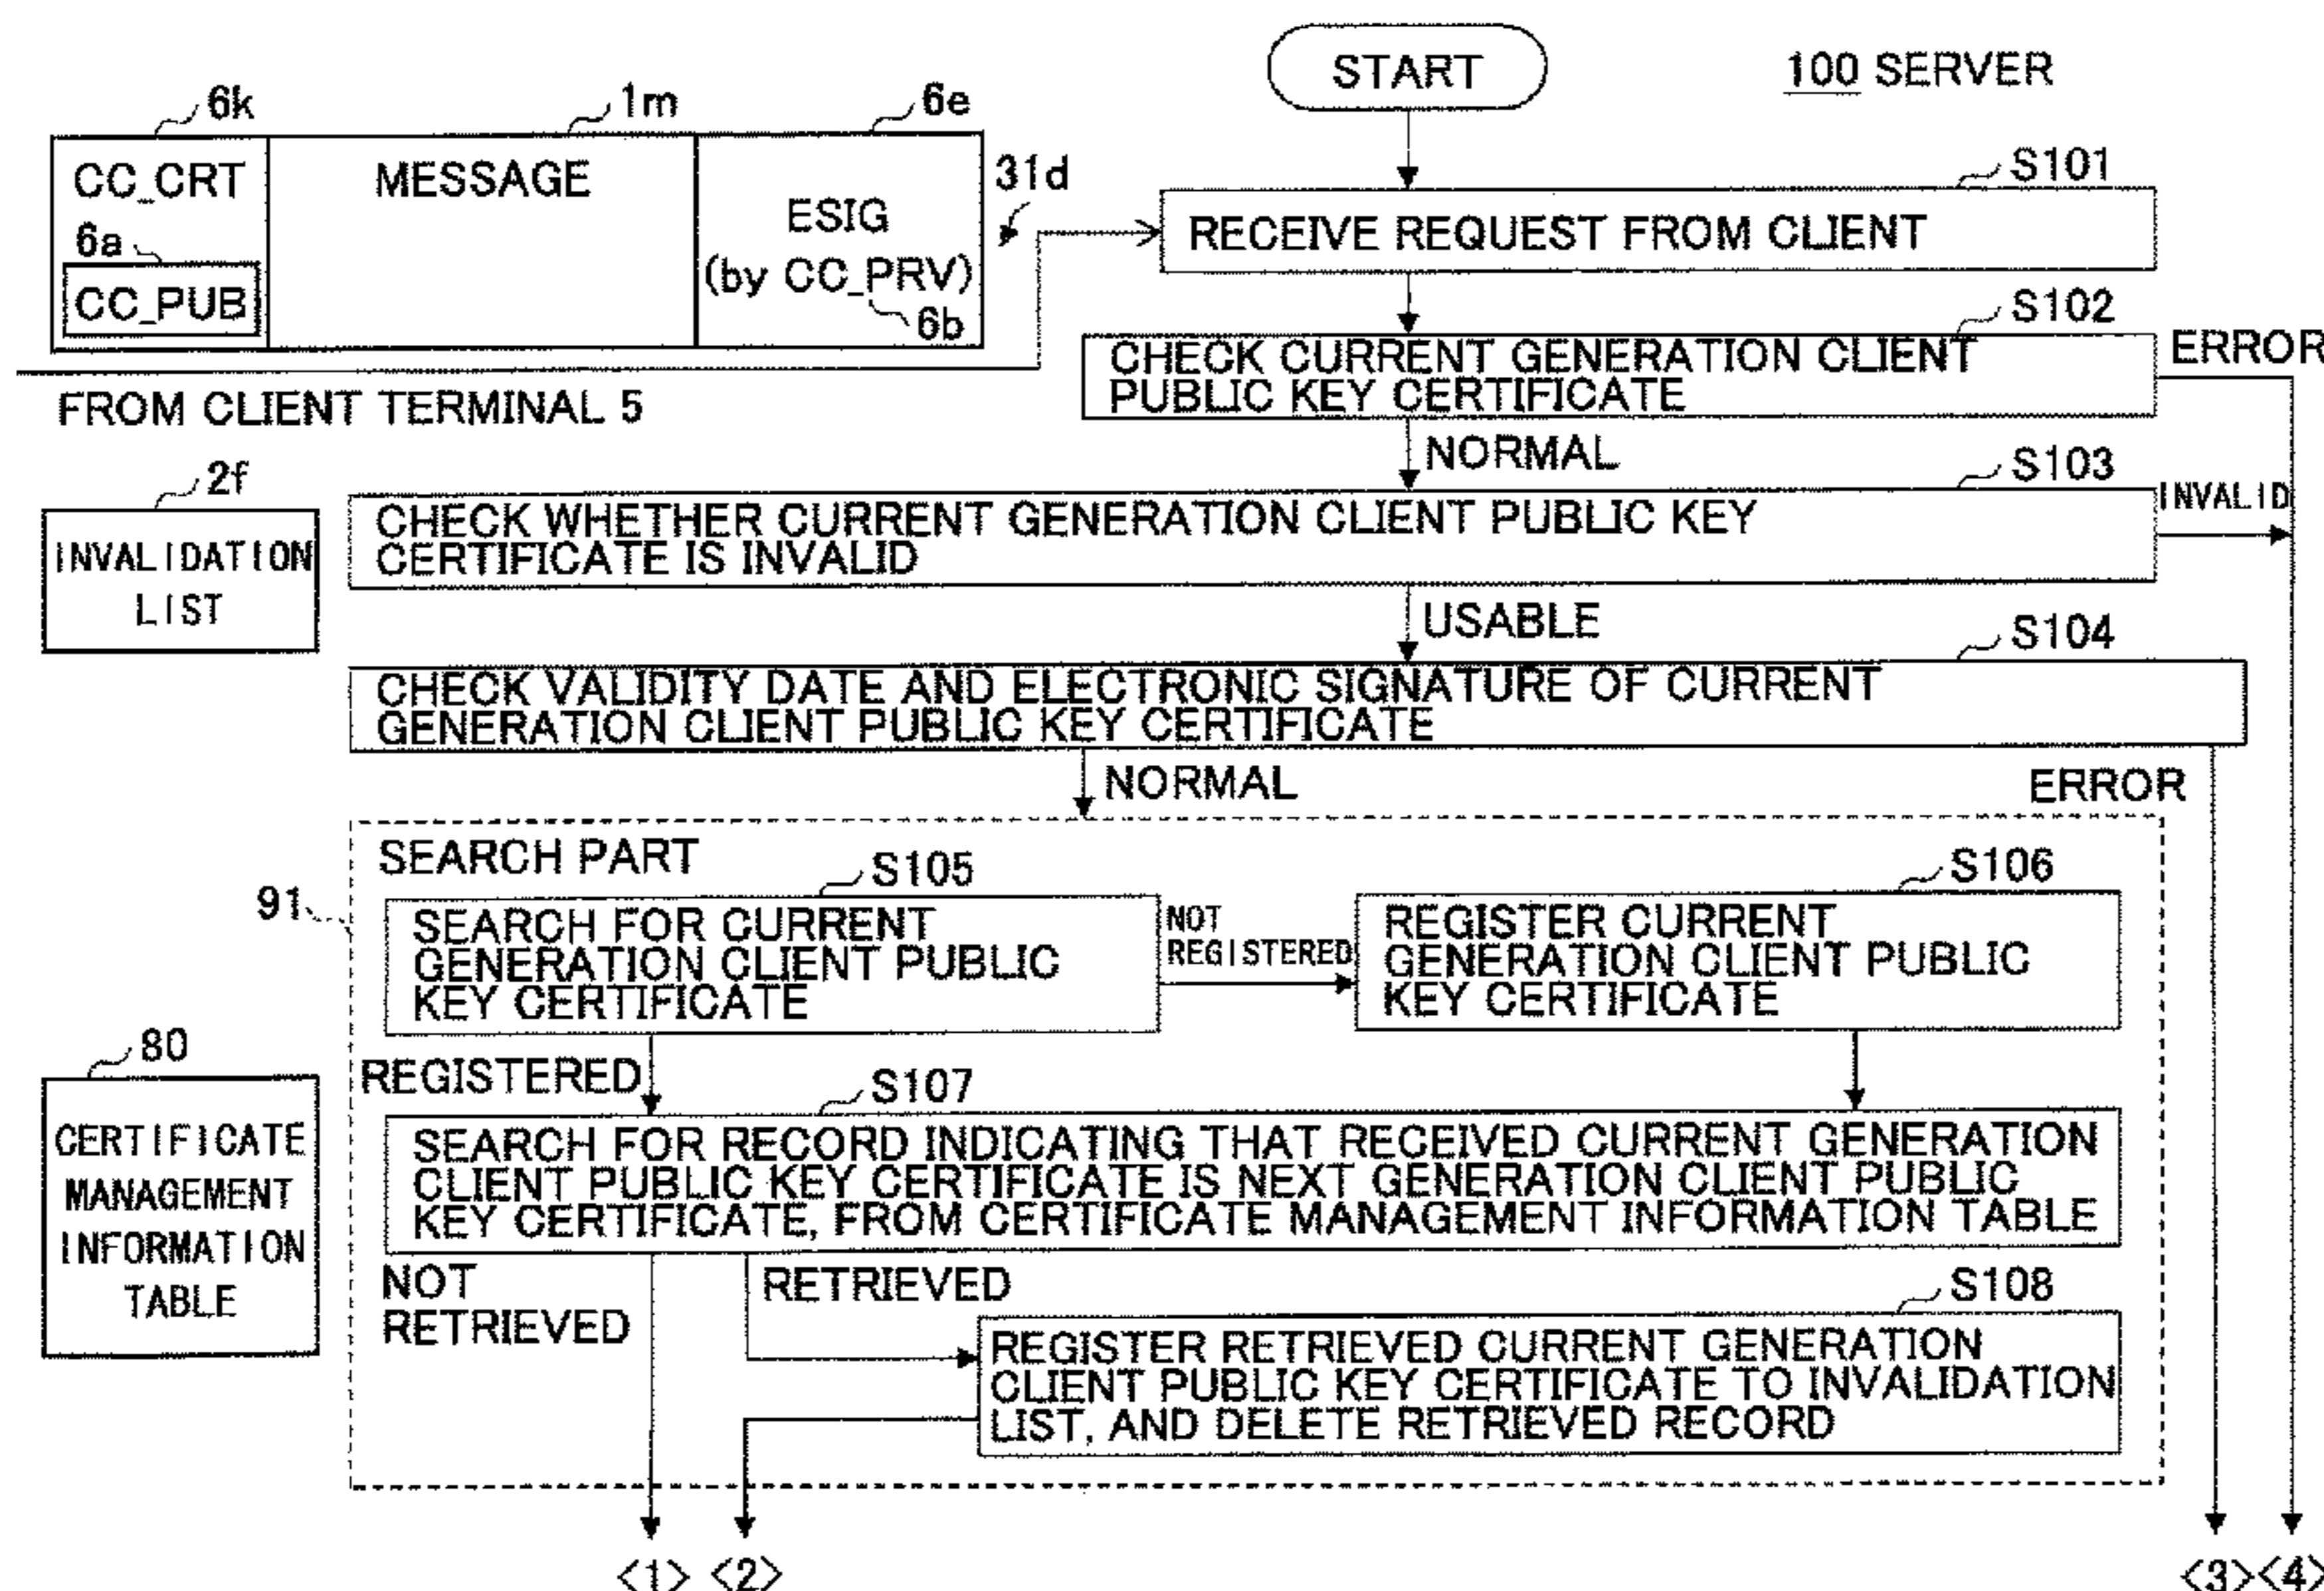 START
100 SERVER
6k
1m
6e
CC_CRT
MESSAGE
6a
CC_PUB
ESIG
(by CC_PRV)
6b
31d
S101
RECEIVE REQUEST FROM CLIENT
FROM CLIENT TERMINAL 5
S102
CHECK CURRENT GENERATION CLIENT
PUBLIC KEY CERTIFICATE
ERROR
NORMAL
2f
INVALIDATION
LIST
S103
CHECK WHETHER CURRENT GENERATION CLIENT PUBLIC KEY
CERTIFICATE IS INVALID
INVALID
USABLE
S104
CHECK VALIDITY DATE AND ELECTRONIC SIGNATURE OF CURRENT
GENERATION CLIENT PUBLIC KEY CERTIFICATE
NORMAL
ERROR
91
SEARCH PART
S105
SEARCH FOR CURRENT
GENERATION CLIENT PUBLIC
KEY CERTIFICATE
NOT
REGISTERED
S106
REGISTER CURRENT
GENERATION CLIENT PUBLIC
KEY CERTIFICATE
REGISTERED
80
CERTIFICATE
MANAGEMENT
INFORMATION
TABLE
S107
SEARCH FOR RECORD INDICATING THAT RECEIVED CURRENT GENERATION
CLIENT PUBLIC KEY CERTIFICATE IS NEXT GENERATION CLIENT PUBLIC
KEY CERTIFICATE, FROM CERTIFICATE MANAGEMENT INFORMATION TABLE
NOT
RETRIEVED
RETRIEVED
S108
REGISTER RETRIEVED CURRENT GENERATION
CLIENT PUBLIC KEY CERTIFICATE TO INVALIDATION
LIST, AND DELETE RETRIEVED RECORD
<1> <2> <3> <4>